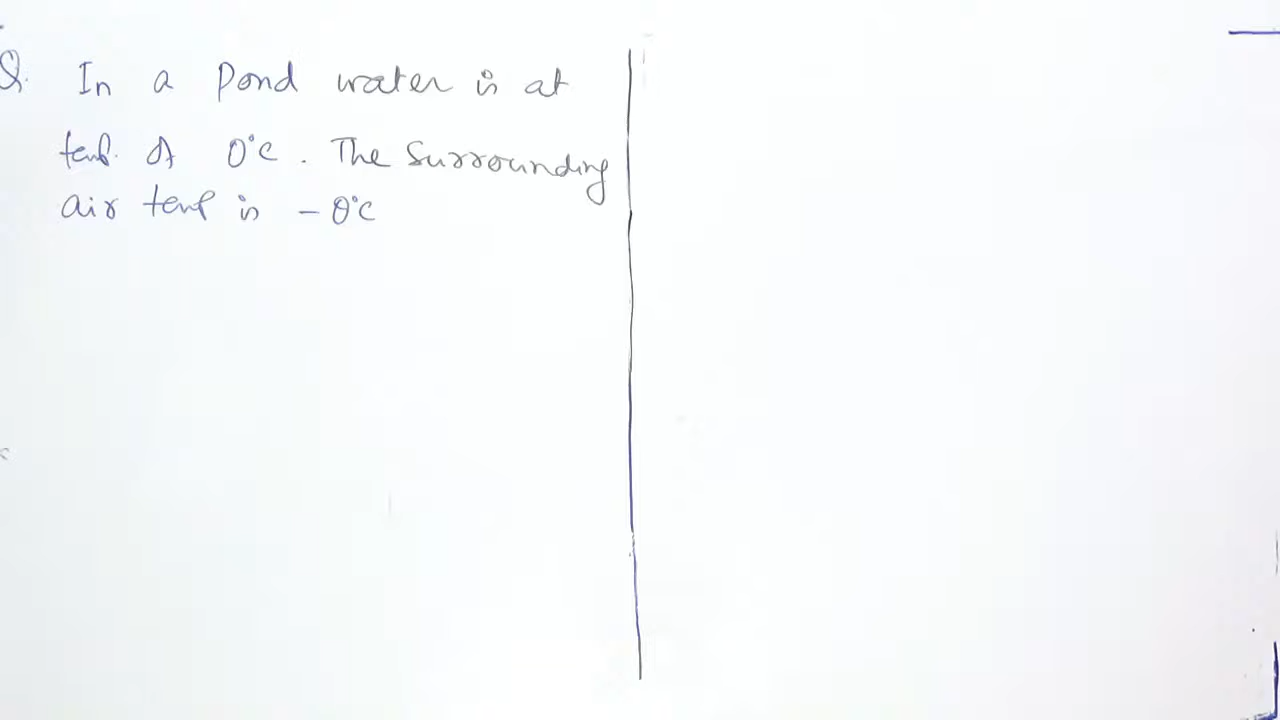 Q. In a pond water is at
temp. of 0°C. The Surrounding
air temp is - θ°C